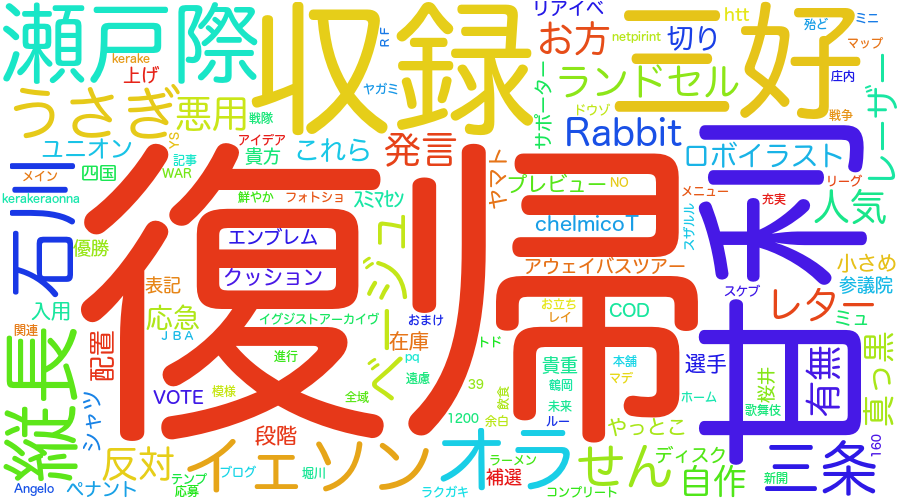 瀬戸際
収録
三好
リアイベ
お方
切り
htt
殆ど
ミニ
netpirint
RF
kerake
上げ
ヤガミ
マップ
庄内
うさぎ
悪用
戦隊
サポーター
ランドセル
ドウゾ
戦争
レーザー
ユニオン
YS
アイデア
これら
発言
Rabbit
ロボイラスト
石川
メイン
四国
記事
貴方
WAR
ヤマト
プレビュー
NO
メニュー
リーグ
kerakeraonna
鮮やか
フォトショ
スミマセン
充実
人気
復帰
甘利
chelmicoT
スザルル
優勝
エンブレム
ベージュ
小さめ
クッション
アウェイバスツアー
表記
スケブ
参議院
入用
応急
おまけ
お立ち
レイ
COD
レター
ミュ
関連
JBA
イグジストアーカイヴ
在庫
トド
縦長
配置
進行
pq
遠慮
貴重
本舗
選手
有無
真っ黒
マデ
鶴岡
桜井
VOTE
模様
全域
39
飲食
未来
ホーム
歌舞伎
シャツ
段階
1200
余白
ルー
やっとこ
反対
イエソン
オラ
せん
ディスク
三条
160
ラーメン
補選
自作
新開
Angelo
ペナント
テンプ
応募
ブログ
堀川
ラクガキ
コンプリート